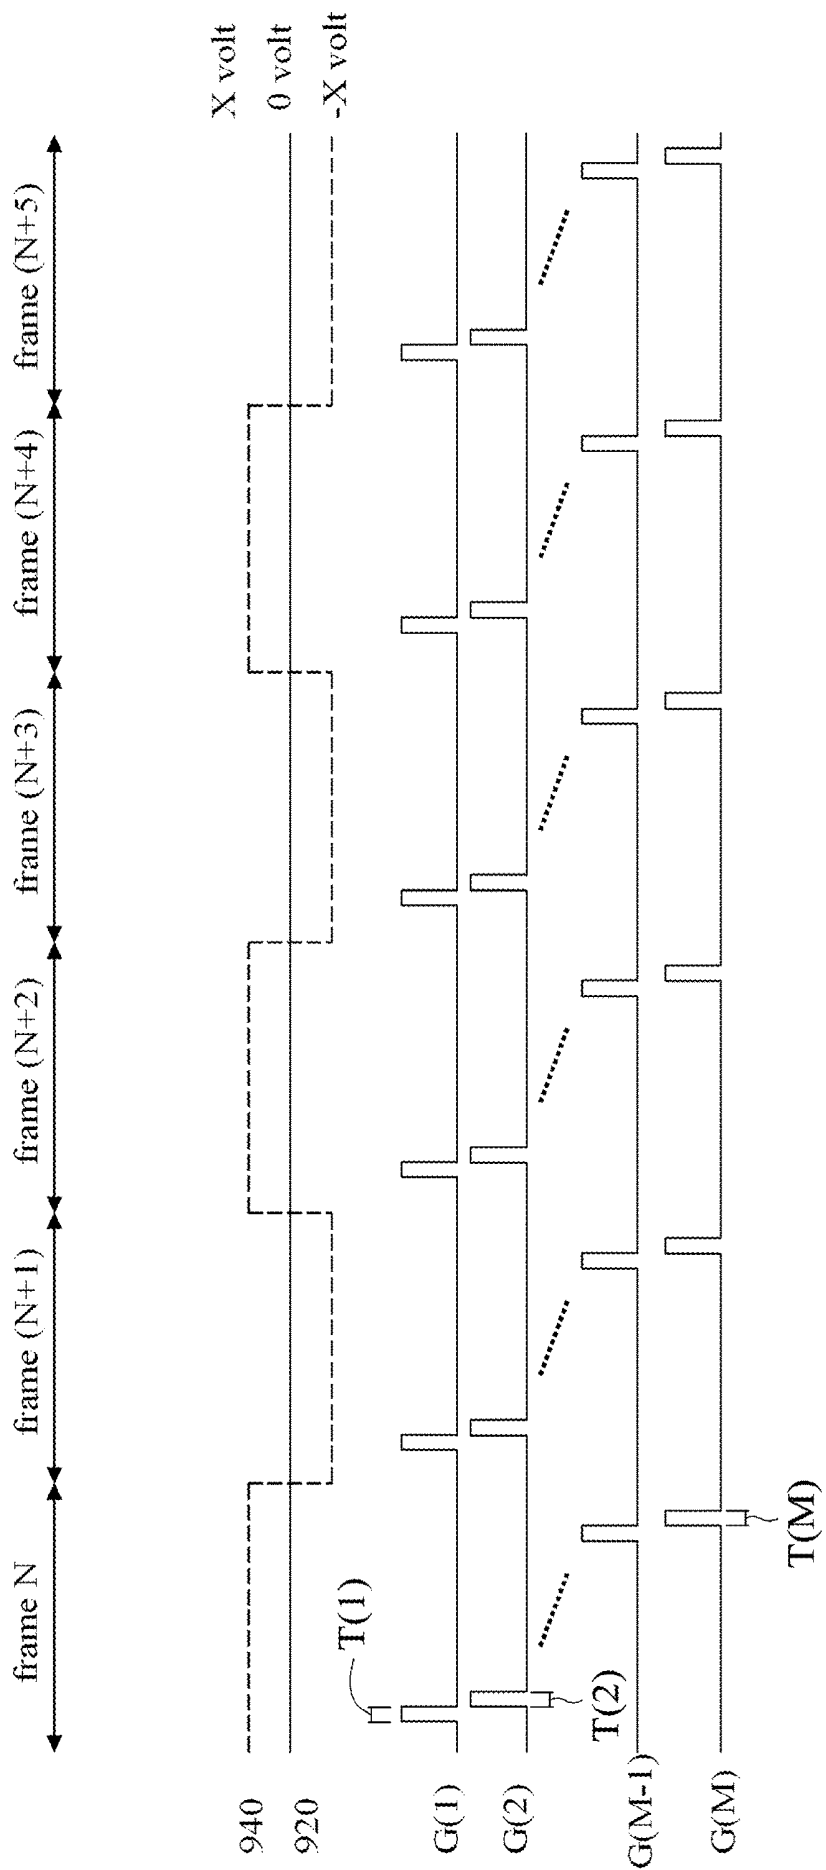 frame N
frame (N+1)
frame (N+2)
frame (N+3)
frame (N+4)
frame (N+5)
940
X volt
920
0 volt
-X volt
T(1)
G(1)
G(2)
T(2)
G(M-1)
G(M)
T(M)